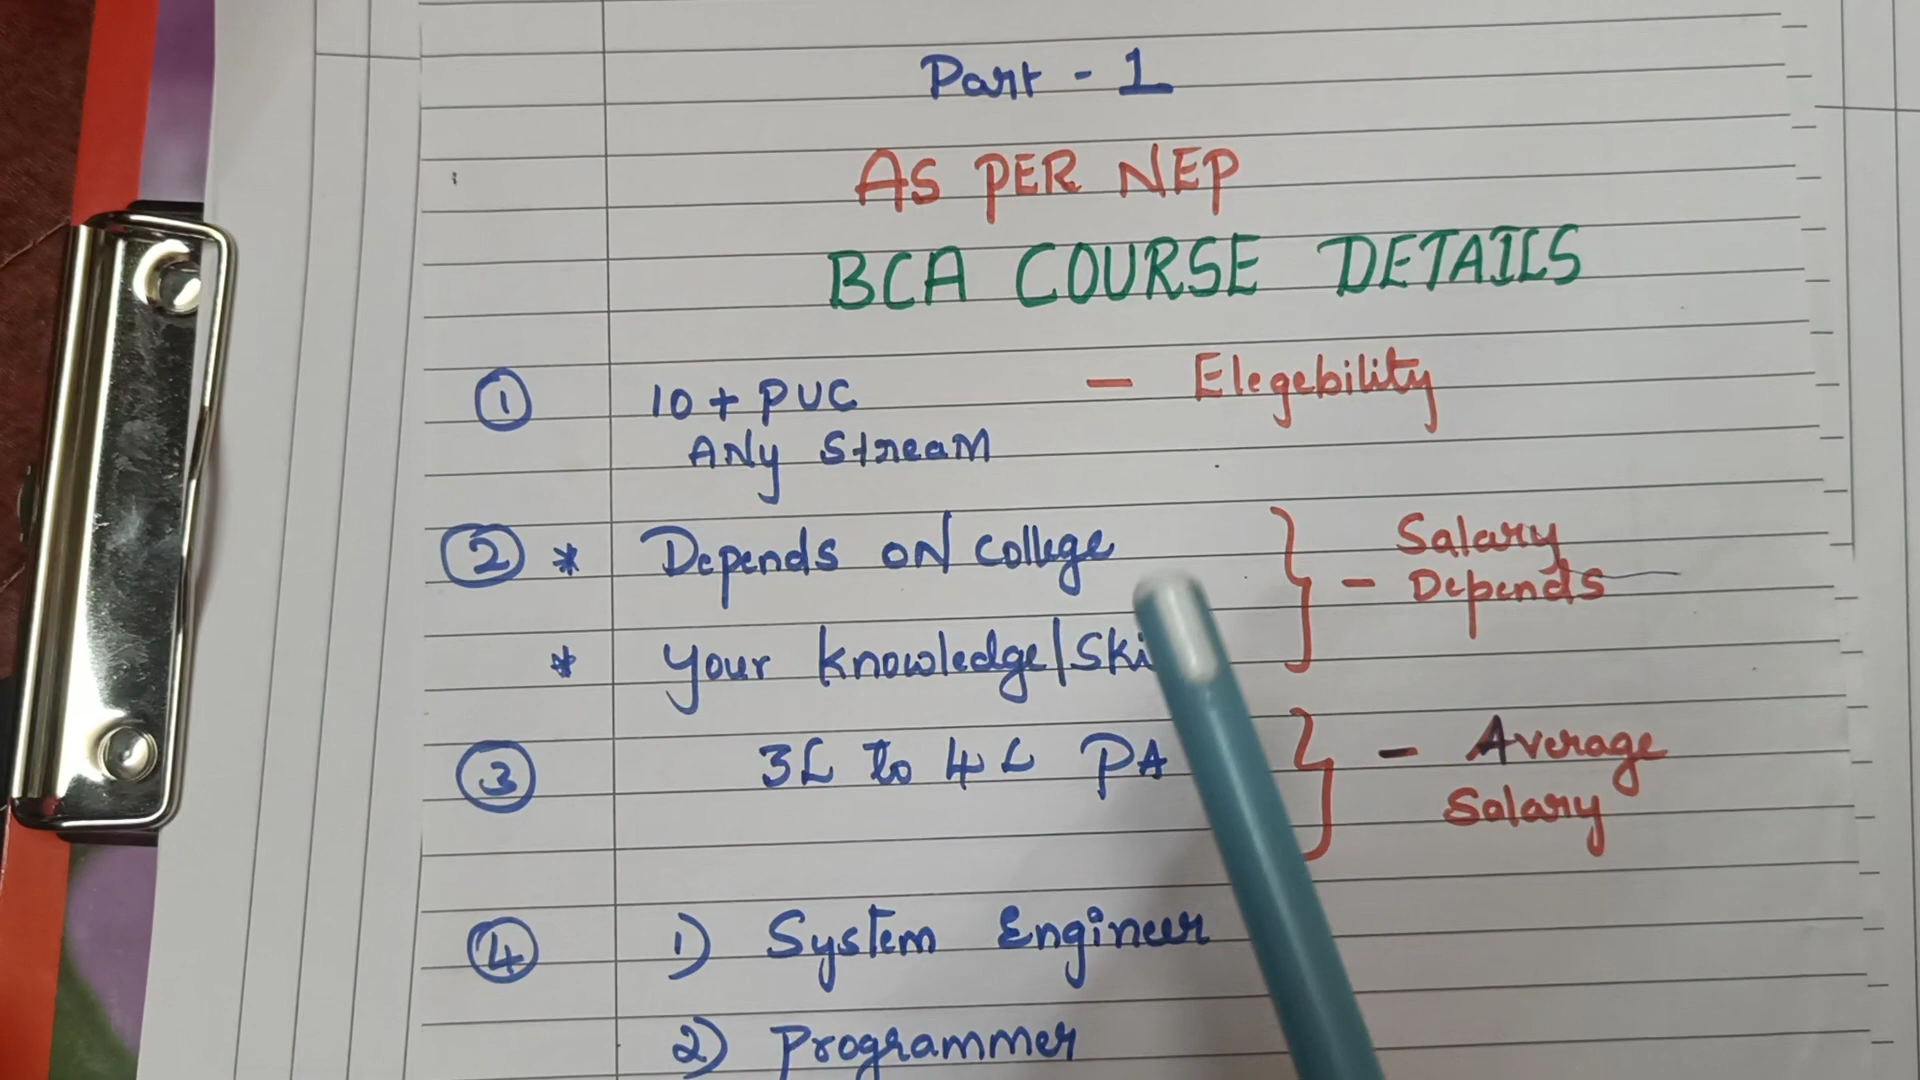 Part - 1
AS PER NEP
BCA COURSE DETAILS
① 10 + PUC — Elegebility
ANy StreaM
② * Depends oN college
Salary
— Depends
* your knowledge/Ski
③ 3L to 4L PA — Average
Salary
④ 1) System Engineer
2) Programmer